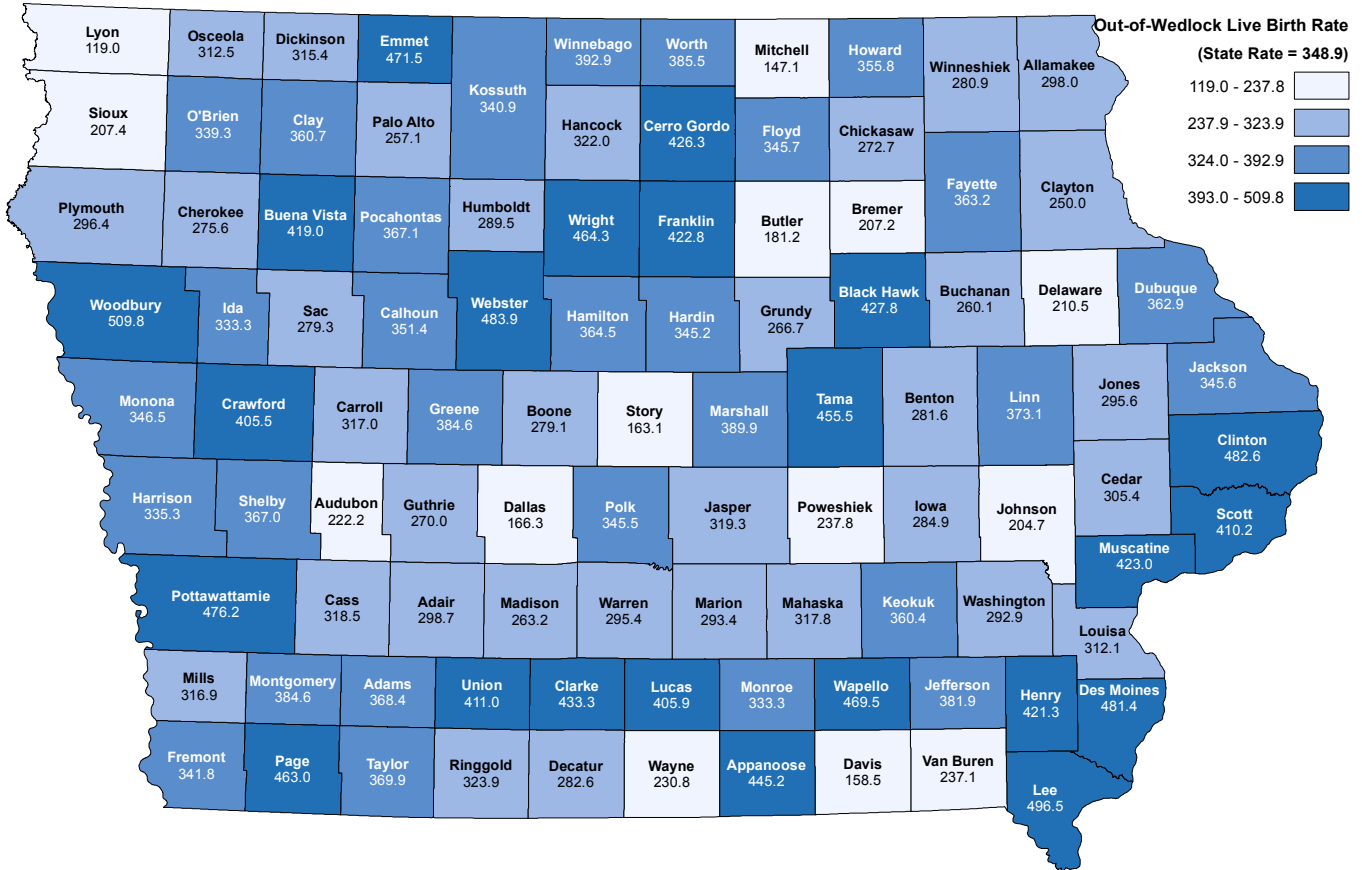 Out-of-Wedlock Live Birth Rate
(State Rate = 348.9)
119.0 - 237.8
237.9 - 323.9
324.0 - 392.9
393.0 - 509.8
Lyon
119.0
Osceola
312.5
Dickinson
315.4
Emmet
471.5
Kossuth
340.9
Winnebago
392.9
Worth
385.5
Mitchell
147.1
Howard
355.8
Winneshiek
280.9
Allamakee
298.0
Sioux
207.4
O'Brien
339.3
Clay
360.7
Palo Alto
257.1
Hancock
322.0
Cerro Gordo
426.3
Floyd
345.7
Chickasaw
272.7
Plymouth
296.4
Cherokee
275.6
Buena Vista
419.0
Pocahontas
367.1
Humboldt
289.5
Wright
464.3
Franklin
422.8
Butler
181.2
Bremer
207.2
Fayette
363.2
Clayton
250.0
Woodbury
509.8
Ida
333.3
Sac
279.3
Calhoun
351.4
Webster
483.9
Hamilton
364.5
Hardin
345.2
Grundy
266.7
Black Hawk
427.8
Buchanan
260.1
Delaware
210.5
Dubuque
362.9
Monona
346.5
Crawford
405.5
Carroll
317.0
Greene
384.6
Boone
279.1
Story
163.1
Marshall
389.9
Tama
455.5
Benton
281.6
Linn
373.1
Jones
295.6
Jackson
345.6
Clinton
482.6
Harrison
335.3
Shelby
367.0
Audubon
222.2
Guthrie
270.0
Dallas
166.3
Polk
345.5
Jasper
319.3
Poweshiek
237.8
Iowa
284.9
Johnson
204.7
Cedar
305.4
Scott
410.2
Muscatine
423.0
Pottawattamie
476.2
Cass
318.5
Adair
298.7
Madison
263.2
Warren
295.4
Marion
293.4
Mahaska
317.8
Keokuk
360.4
Washington
292.9
Louisa
312.1
Mills
316.9
Montgomery
384.6
Adams
368.4
Union
411.0
Clarke
433.3
Lucas
405.9
Monroe
333.3
Wapello
469.5
Jefferson
381.9
Henry
421.3
Des Moines
481.4
Fremont
341.8
Page
463.0
Taylor
369.9
Ringgold
323.9
Decatur
282.6
Wayne
230.8
Appanoose
445.2
Davis
158.5
Van Buren
237.1
Lee
496.5